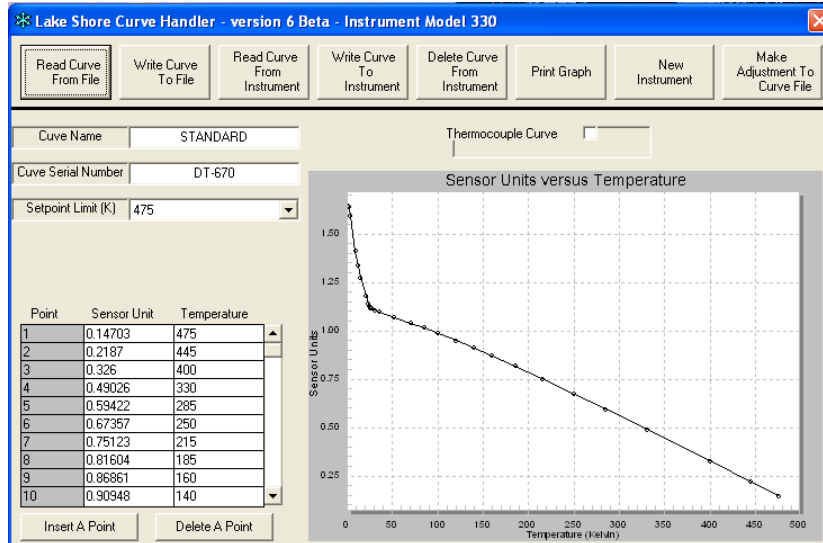 Lake Shore Curve Handler - version 6 Beta - Instrument Model 330
Read Curve From File
Write Curve To File
Read Curve From Instrument
Write Curve To Instrument
Delete Curve From Instrument
Print Graph
New Instrument
Make Adjustment To Curve File
Cuve Name STANDARD
Thermocouple Curve
Cuve Serial Number DT-670
Setpoint Limit (K) 475
Sensor Units versus Temperature
Point Sensor Unit Temperature
1 0.14703 475
2 0.2187 445
3 0.326 400
4 0.49026 330
5 0.59422 285
6 0.67357 250
7 0.75123 215
8 0.81604 185
9 0.86861 160
10 0.90948 140
Insert A Point
Delete A Point
Sensor Units
1.50
1.25
1.00
0.75
0.50
0.25
0 50 100 150 200 250 300 350 400 450 500
Temperature (Kelvin)